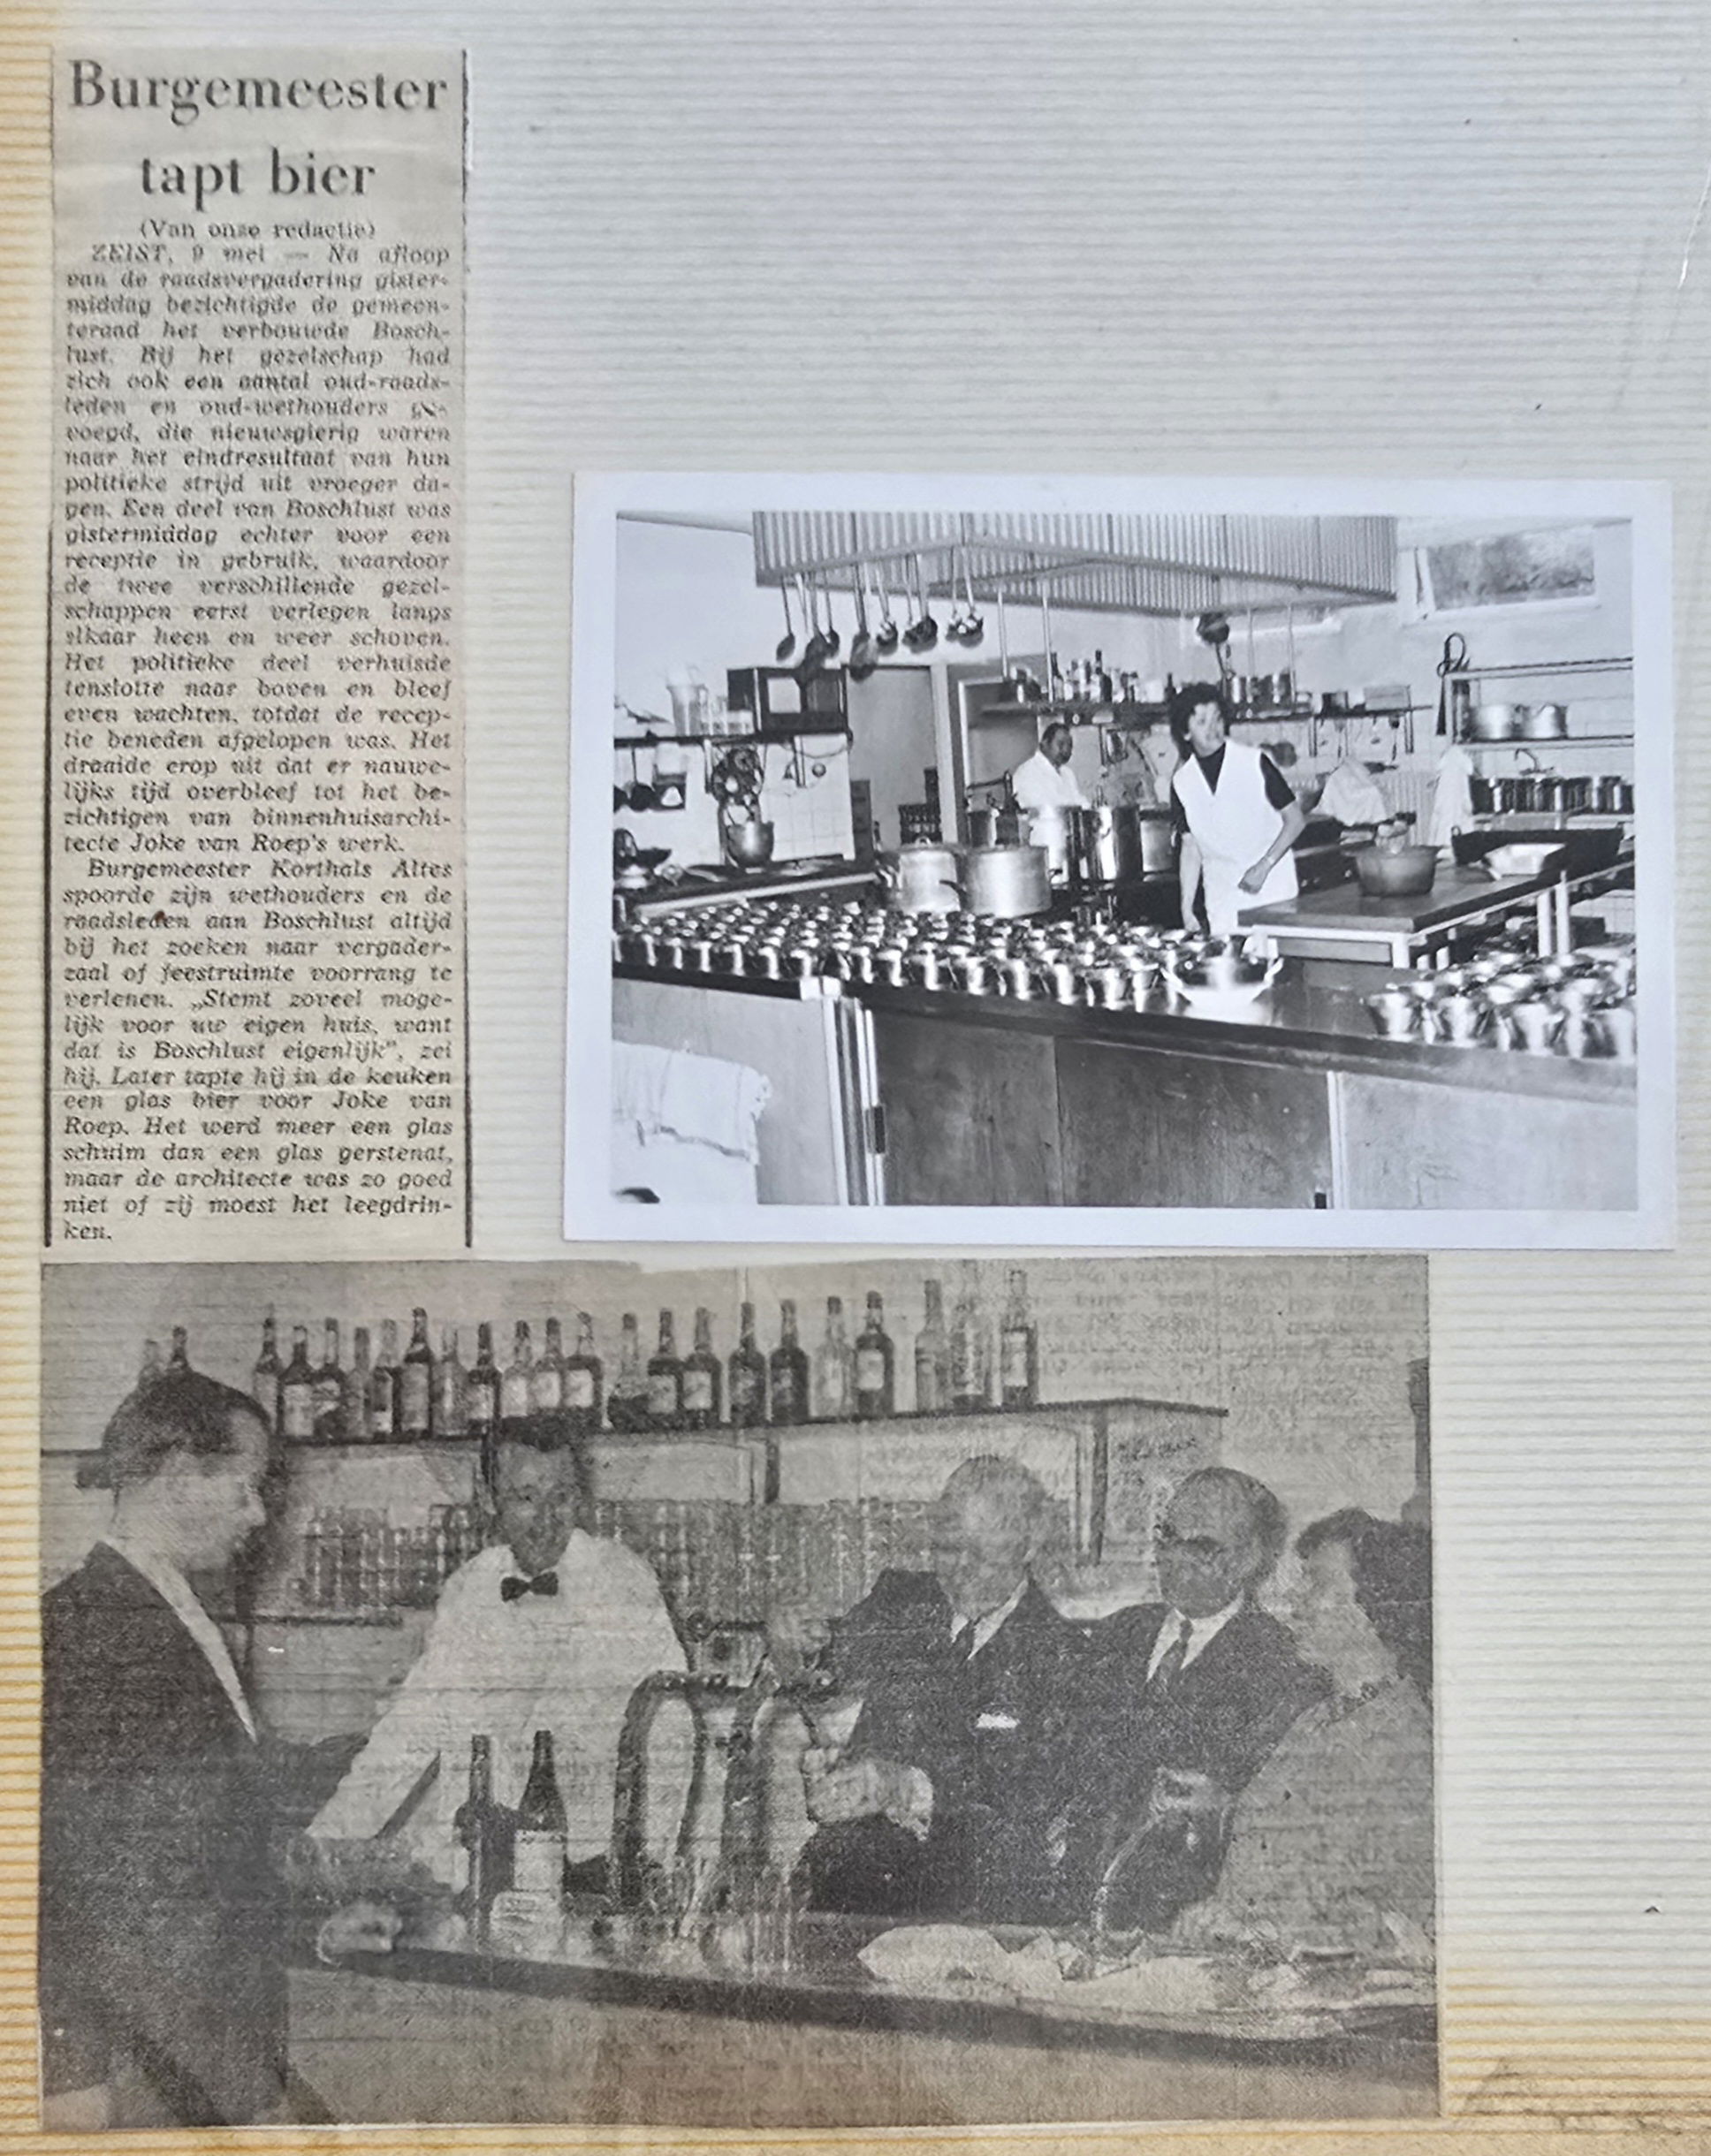 Burgemeester
tapt bier
(Van onze redactie)
ZEIST, 9 mei — Na afloop
van de raadsvergadering gister-
middag bezichtigde de gemeen-
teraad het verbouwde Bosch-
lust. Bij het gezelschap had
zich ook een aantal oud-raads-
leden en oud-wethouders ge-
voegd, die nieuwsgierig waren
naar het eindresultaat van hun
politieke strijd uit vroeger da-
gen. Een deel van Boschlust was
gistermiddag echter voor een
receptie in gebruik, waardoor
de twee verschillende gezel-
schappen eerst verlegen langs
elkaar heen en weer schoven.
Het politieke deel verhuisde
tenslotte naar boven en bleef
even wachten, totdat de recep-
tie beneden afgelopen was. Het
draaide erop uit dat er nauwe-
lijks tijd overbleef tot het be-
zichtigen van binnenhuisarchi-
tecte Joke van Roep's werk.
Burgemeester Korthals Altes
spoorde zijn wethouders en de
raadsleden aan Boschlust altijd
bij het zoeken naar vergader-
zaal of feestruimte voorrang te
verlenen. „Stemt zoveel moge-
lijk voor uw eigen huis, want
dat is Boschlust eigenlijk”, zei
hij. Later tapte hij in de keuken
een glas bier voor Joke van
Roep. Het werd meer een glas
schuim dan een glas gerstenat,
maar de architecte was zo goed
niet of zij moest het leegdrin-
ken.